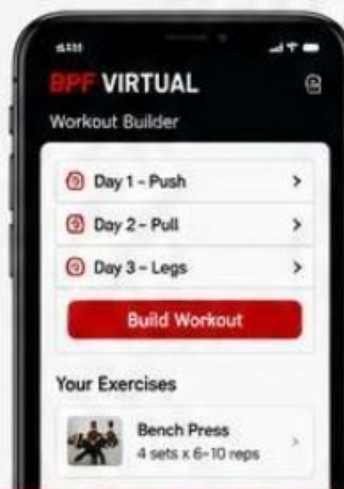 BPF VIRTUAL
Workout Builder
Day 1 - Push
Day 2 - Pull
Day 3 - Legs
Build Workout
Your Exercises
Bench Press
4 sets x 6-10 reps